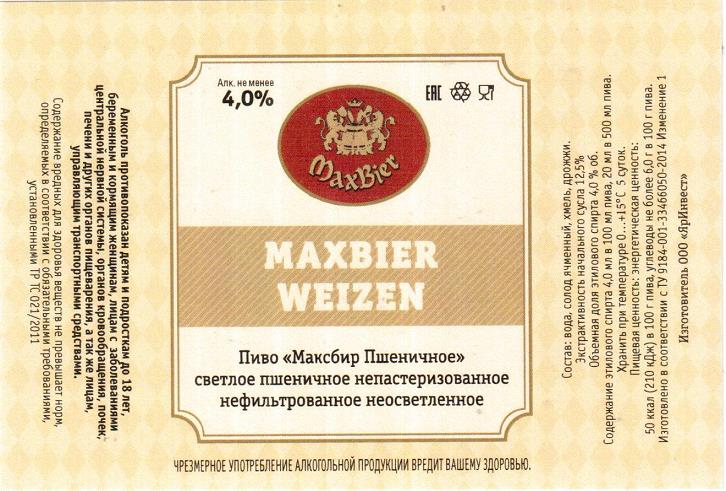 Алк. не менее
4,0%
EAC
MaxBier
MAXBIER
WEIZEN
Пиво «Максбир Пшеничное»
светлое пшеничное непастеризованное
нефильтрованное неосветленное
ЧРЕЗМЕРНОЕ УПОТРЕБЛЕНИЕ АЛКОГОЛЬНОЙ ПРОДУКЦИИ ВРЕДИТ ВАШЕМУ ЗДОРОВЬЮ.
Алкоголь противопоказан детям и подросткам до 18 лет,
беременным и кормящим женщинам, лицам с заболеваниями
центральной нервной системы, органов кровообращения, почек,
печени и других органов пищеварения, а так же лицам,
управляющим транспортными средствами.
Содержание вредных для здоровья веществ не превышает норм,
определяемых в соответствии с обязательными требованиями,
установленными ТР ТС 021/2011
Состав: вода, солод ячменный, хмель, дрожжи.
Экстрактивность начального сусла 12,5%
Объемная доля этилового спирта 4,0 % об.
Содержание этилового спирта 4,0 мл в 100 мл пива, 20 мл в 500 мл пива.
Хранить при температуре 0...+15°С 5 суток.
Пищевая ценность: энергетическая ценность:
50 ккал (210 кДж) в 100 г пива, углеводы не более 6,0 г в 100 г пива.
Изготовлено в соответствии с ТУ 9184-001-33466050-2014 Изменение 1
Изготовитель ООО «ЯрИнвест»